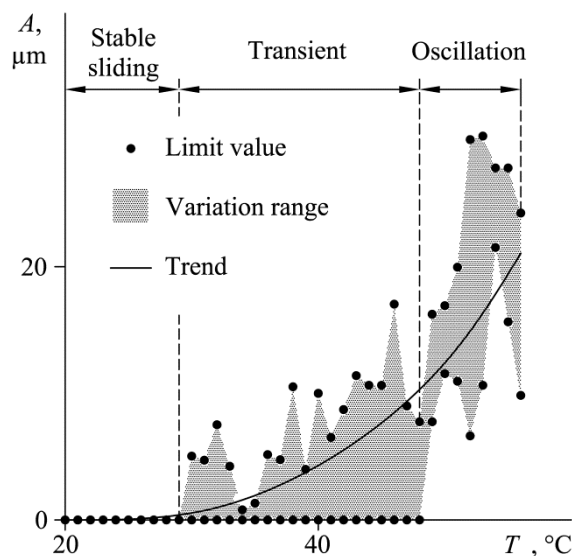 A,
µm
Stable
sliding
Transient
Oscillation
Limit value
Variation range
Trend
20
0
20
40
T, °C